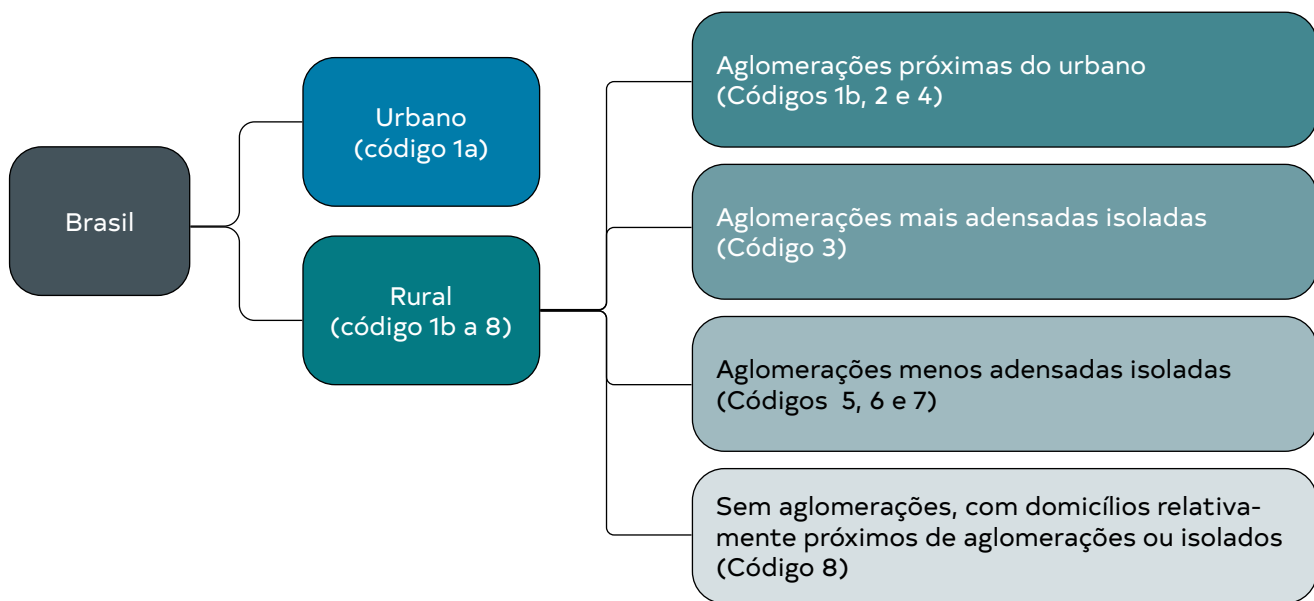 Brasil
Urbano
(código 1a)
Rural
(código 1b a 8)
Aglomerações próximas do urbano
(Códigos 1b, 2 e 4)
Aglomerações mais adensadas isoladas
(Código 3)
Aglomerações menos adensadas isoladas
(Códigos  5, 6 e 7)
Sem aglomerações, com domicílios relativa-
mente próximos de aglomerações ou isolados
(Código 8)